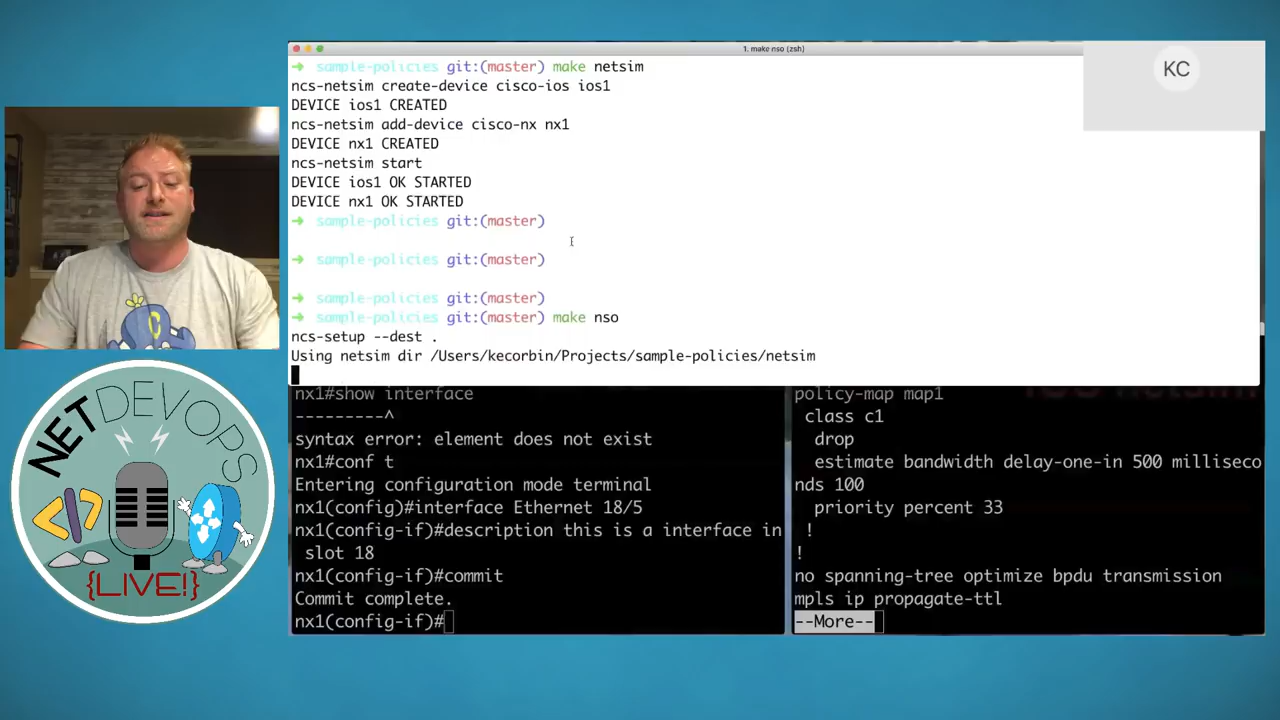 1. make nso (zsh)
➜ sample-policies git:(master) make netsim
ncs-netsim create-device cisco-ios ios1
DEVICE ios1 CREATED
ncs-netsim add-device cisco-nx nx1
DEVICE nx1 CREATED
ncs-netsim start
DEVICE ios1 OK STARTED
DEVICE nx1 OK STARTED
➜ sample-policies git:(master)
➜ sample-policies git:(master)
➜ sample-policies git:(master)
➜ sample-policies git:(master) make nso
ncs-setup --dest .
Using netsim dir /Users/kecorbin/Projects/sample-policies/netsim
KC
nx1#show interface
---------^
syntax error: element does not exist
nx1#conf t
Entering configuration mode terminal
nx1(config)#interface Ethernet 18/5
nx1(config-if)#description this is a interface in
slot 18
nx1(config-if)#commit
Commit complete.
nx1(config-if)#
policy-map map1
class c1
drop
estimate bandwidth delay-one-in 500 milliseco
nds 100
priority percent 33
!
!
no spanning-tree optimize bpdu transmission
mpls ip propagate-ttl
--More--
NETDEVOPS
{LIVE!}